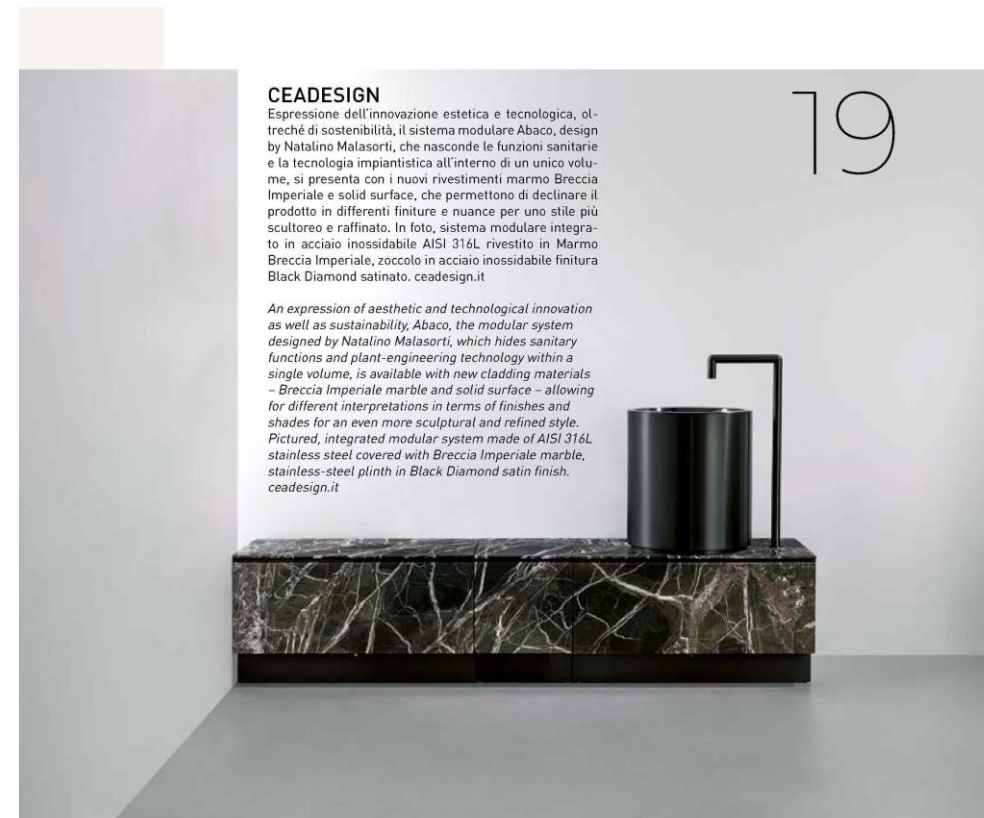 CEADESIGN
Espressione dell'innovazione estetica e tecnologica, ol-
treché di sostenibilità, il sistema modulare Abaco, design
by Natalino Malasorti, che nasconde le funzioni sanitarie
e la tecnologia impiantistica all'interno di un unico volu-
me, si presenta con i nuovi rivestimenti marmo Breccia
Imperiale e solid surface, che permettono di declinare il
prodotto in differenti finiture e nuance per uno stile più
scultoreo e raffinato. In foto, sistema modulare integra-
to in acciaio inossidabile AISI 316L rivestito in Marmo
Breccia Imperiale, zoccolo in acciaio inossidabile finitura
Black Diamond satinato. ceadesign.it
An expression of aesthetic and technological innovation
as well as sustainability, Abaco, the modular system
designed by Natalino Malasorti, which hides sanitary
functions and plant-engineering technology within a
single volume, is available with new cladding materials
– Breccia Imperiale marble and solid surface – allowing
for different interpretations in terms of finishes and
shades for an even more sculptural and refined style.
Pictured, integrated modular system made of AISI 316L
stainless steel covered with Breccia Imperiale marble,
stainless-steel plinth in Black Diamond satin finish.
ceadesign.it
19